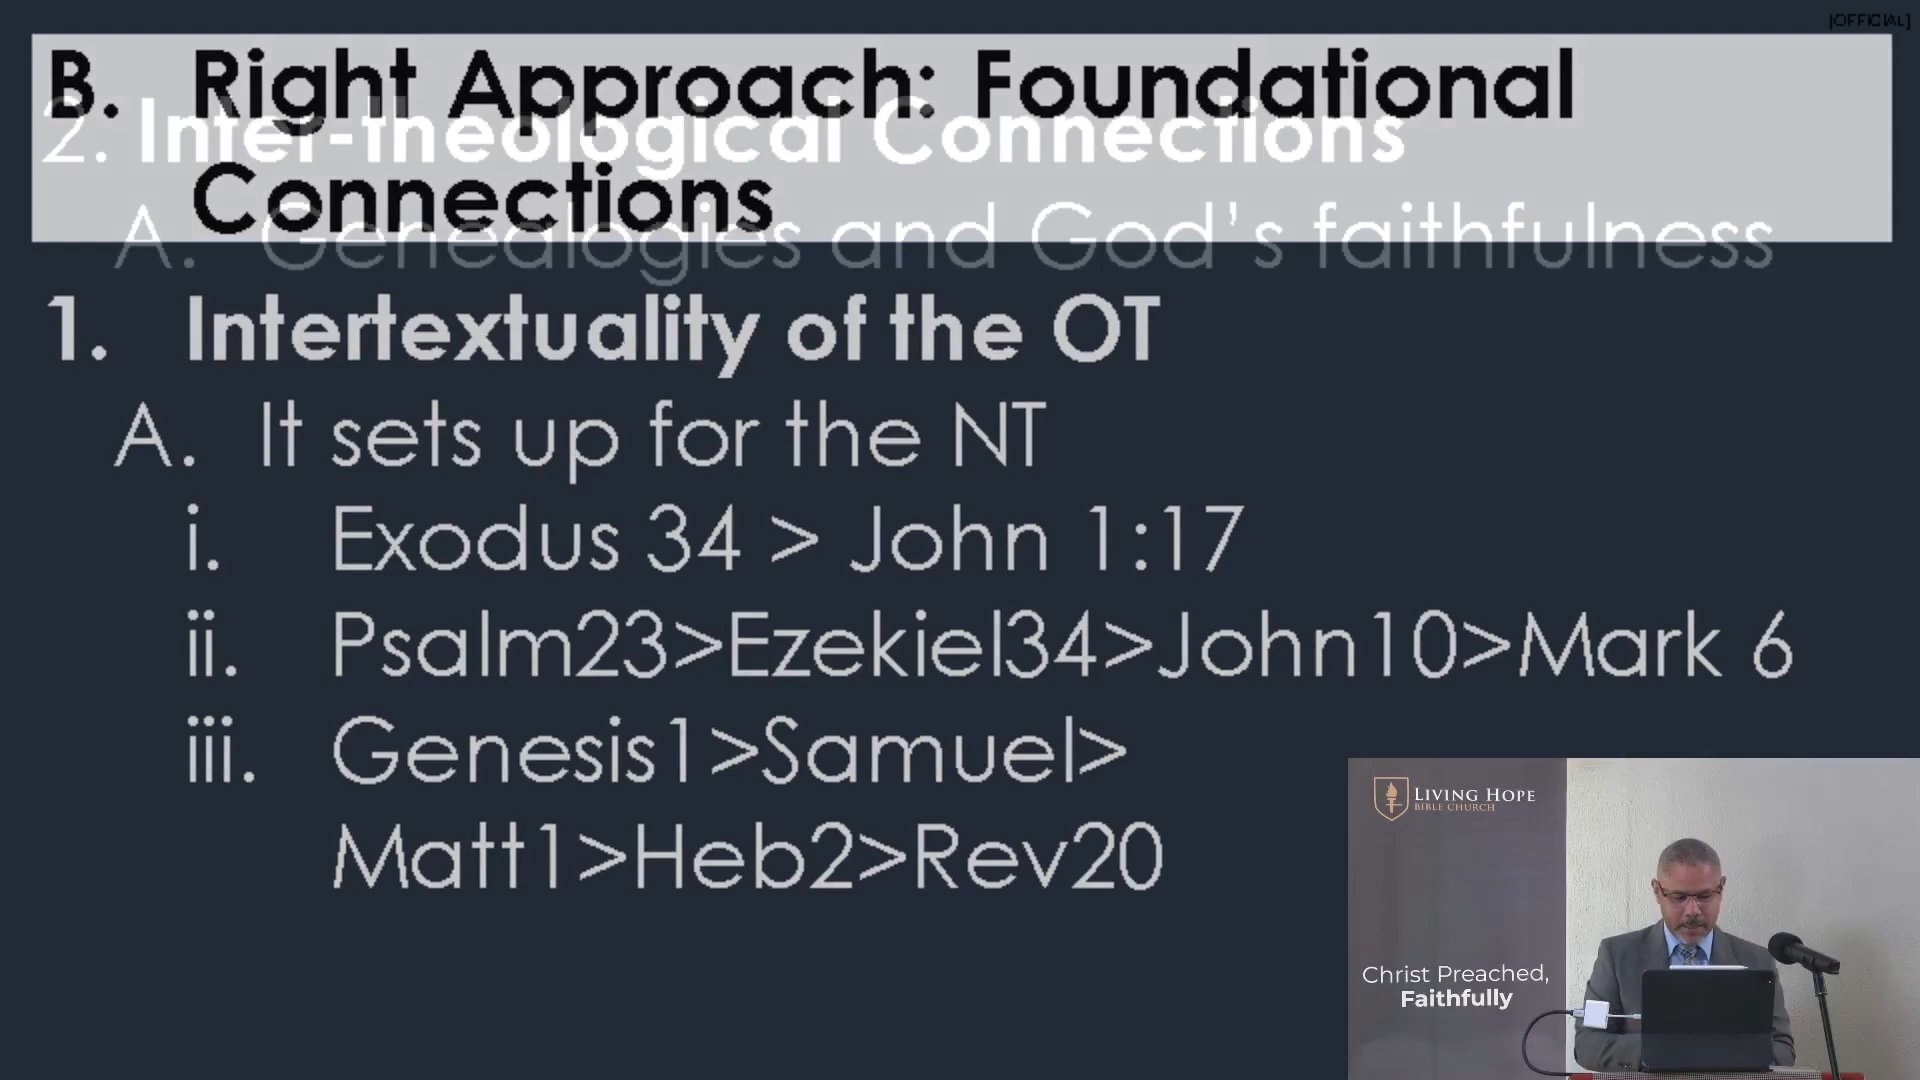 [OFFICIAL]
B. Right Approach: Foundational
Connections
2. Inter-theological Connections
A. Genealogies and God's faithfulness
1. Intertextuality of the OT
A. It sets up for the NT
i. Exodus 34 > John 1:17
ii. Psalm23>Ezekiel34>John10>Mark 6
iii. Genesis1>Samuel>
Matt1>Heb2>Rev20
LIVING HOPE
BIBLE CHURCH
Christ Preached,
Faithfully